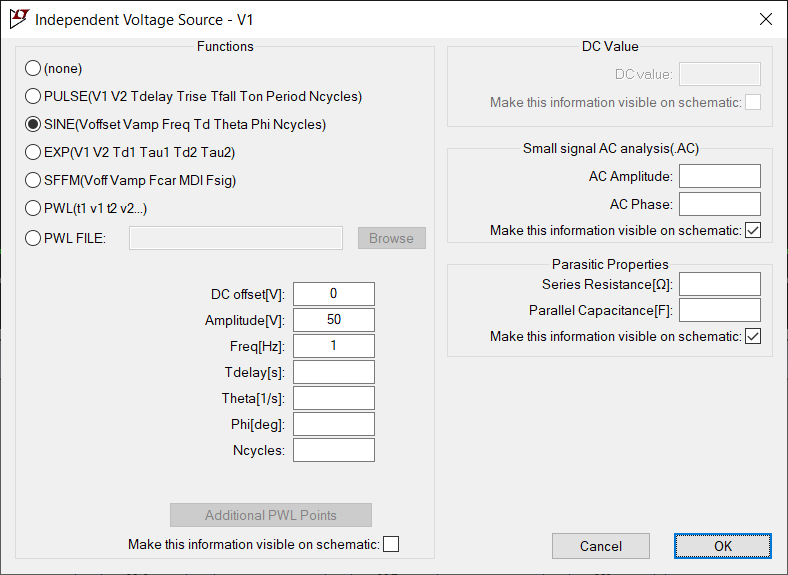 Independent Voltage Source - V1
Functions
(none)
PULSE(V1 V2 Tdelay Trise Tfall Ton Period Ncycles)
SINE(Voffset Vamp Freq Td Theta Phi Ncycles)
EXP(V1 V2 Td1 Tau1 Td2 Tau2)
SFFM(Voff Vamp Fcar MDI Fsig)
PWL(t1 v1 t2 v2...)
PWL FILE:
Browse
DC offset[V]: 0
Amplitude[V]: 50
Freq[Hz]: 1
Tdelay[s]:
Theta[1/s]:
Phi[deg]:
Ncycles:
Additional PWL Points
Make this information visible on schematic:
DC Value
DC value:
Make this information visible on schematic:
Small signal AC analysis(.AC)
AC Amplitude:
AC Phase:
Make this information visible on schematic:
Parasitic Properties
Series Resistance[Ω]:
Parallel Capacitance[F]:
Make this information visible on schematic:
Cancel
OK